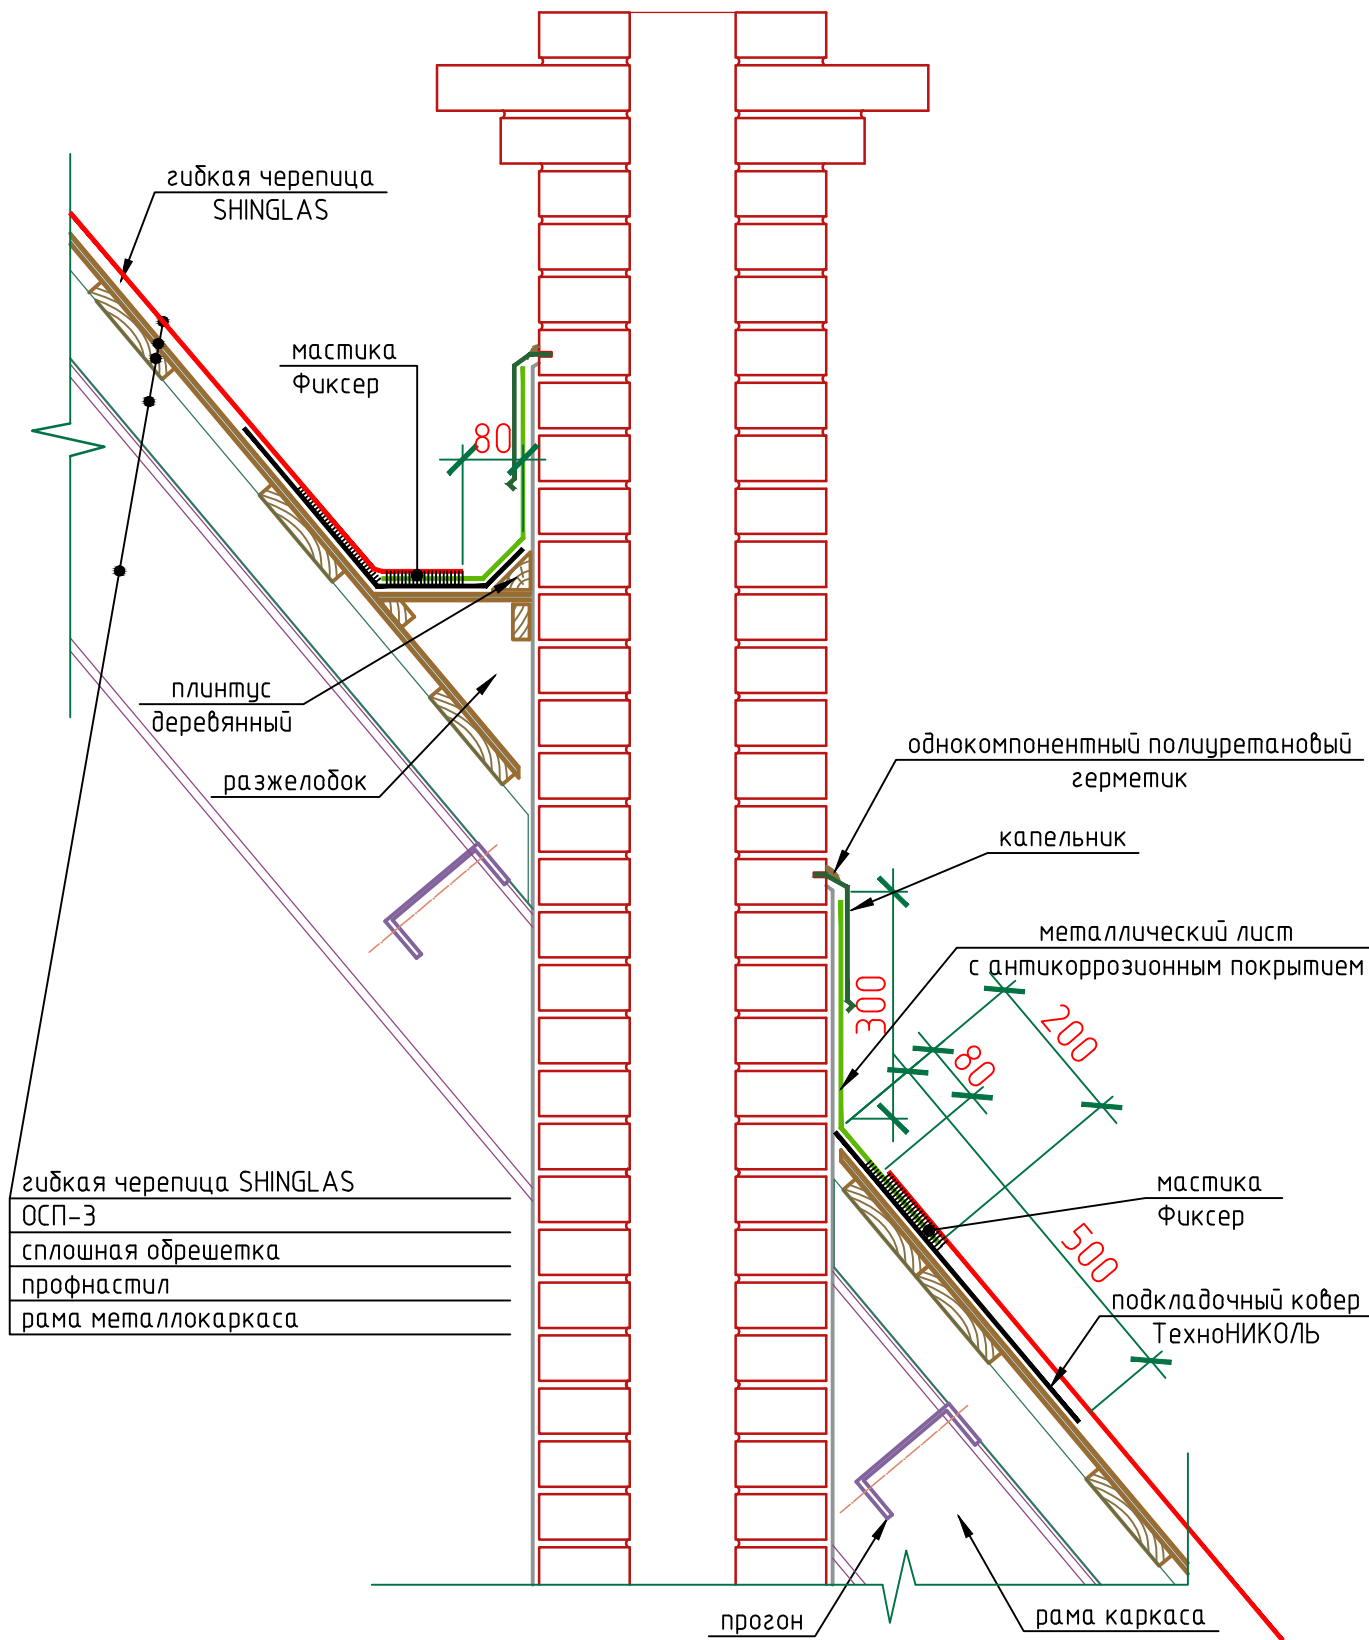 гибкая черепица
SHINGLAS
мастика
Фиксер
80
плинтус
деревянный
разжелобок
однокомпонентный полиуретановый
герметик
капельник
металлический лист
с антикоррозионным покрытием
300
200
80
500
мастика
Фиксер
подкладочный ковер
ТехноНИКОЛЬ
гибкая черепица SHINGLAS
ОСП-3
сплошная обрешетка
профнастил
рама металлокаркаса
прогон
рама каркаса